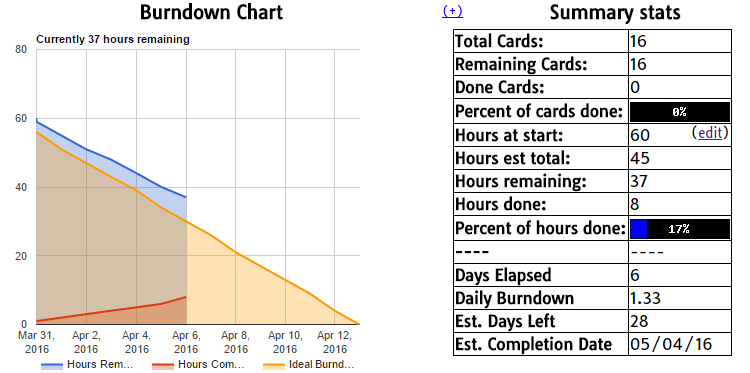 Burndown Chart
Currently 37 hours remaining
80
60
40
20
0
Mar 31, 2016
Apr 2, 2016
Apr 4, 2016
Apr 6, 2016
Apr 8, 2016
Apr 10, 2016
Apr 12, 2016
Hours Rem...
Hours Com...
Ideal Burnd...
(+)
Summary stats
Total Cards: 16
Remaining Cards: 16
Done Cards: 0
Percent of cards done: 0%
Hours at start: 60 (edit)
Hours est total: 45
Hours remaining: 37
Hours done: 8
Percent of hours done: 17%
---- ----
Days Elapsed 6
Daily Burndown 1.33
Est. Days Left 28
Est. Completion Date 05/04/16